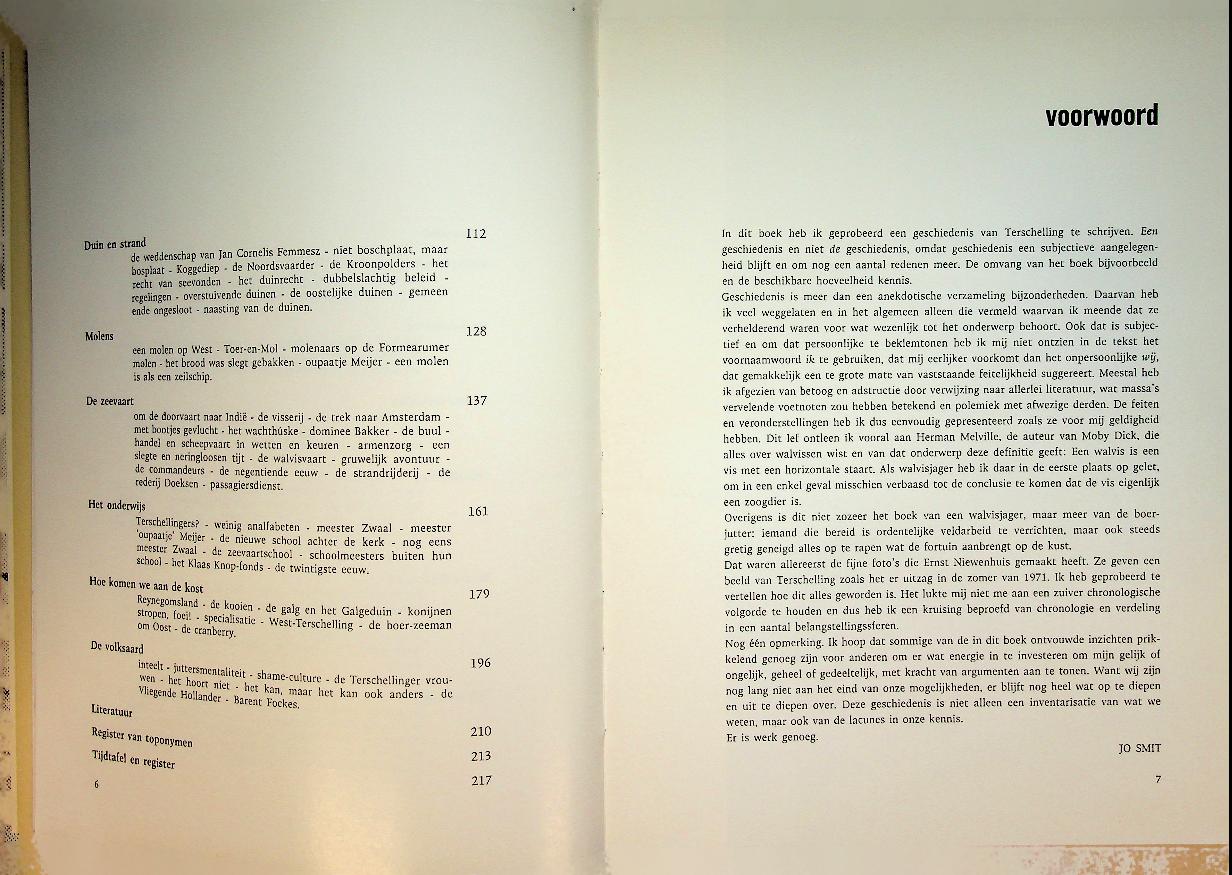 Duin en strand 112
de weddenschap van Jan Cornelis Femmesz - niet boschplaat, maar
bosplaat - Koggediep - de Noordsvaarder - de Kroonpolders - het
recht van seevonden - het duinrecht - dubbelslachtig beleid -
regelingen - overstuivende duinen - de oostelijke duinen - gemeen
ende ongesloot - naasting van de duinen.
Molens 128
een molen op West - Toer-en-Mol - molenaars op de Formearumer
molen - het brood was slegt gebakken - oupaatje Meijer - een molen
is als een zeilschip.
De zeevaart 137
om de doorvaart naar Indië - de visserij - de trek naar Amsterdam -
met bootjes gevlucht - het wachthúske - dominee Bakker - de buul -
handel en scheepvaart in wetten en keuren - armenzorg - een
slegte en neringloosen tijt - de walvisvaart - gruwelijk avontuur -
de commandeurs - de negentiende eeuw - de strandrijderij - de
rederij Doeksen - passagiersdienst.
Het onderwijs 161
Terschellingers? - weinig analfabeten - meester Zwaal - meester
'oupaatje' Meijer - de nieuwe school achter de kerk - nog eens
meester Zwaal - de zeevaartschool - schoolmeesters buiten hun
school - het Klaas Knop-fonds - de twintigste eeuw.
Hoe komen we aan de kost 179
Reynegomsland - de kooien - de galg en het Galgeduin - konijnen
stropen, foei! - specialisatie - West-Terschelling - de boer-zeeman
om Oost - de cranberry.
De volksaard 196
inteelt - juttersmentaliteit - shame-culture - de Terschellinger vrou-
wen - het hoort niet - het kan, maar het kan ook anders - de
Vliegende Hollander - Barent Fockes.
Literatuur 210
Register van toponymen 213
Tijdtafel en register 217
6
voorwoord
In dit boek heb ik geprobeerd een geschiedenis van Terschelling te schrijven. Een
geschiedenis en niet de geschiedenis, omdat geschiedenis een subjectieve aangelegen-
heid blijft en om nog een aantal redenen meer. De omvang van het boek bijvoorbeeld
en de beschikbare hoeveelheid kennis.
Geschiedenis is meer dan een anekdotische verzameling bijzonderheden. Daarvan heb
ik veel weggelaten en in het algemeen alleen die vermeld waarvan ik meende dat ze
verhelderend waren voor wat wezenlijk tot het onderwerp behoort. Ook dat is subjec-
tief en om dat persoonlijke te beklemtonen heb ik mij niet ontzien in de tekst het
voornaamwoord ik te gebruiken, dat mij eerlijker voorkomt dan het onpersoonlijke wij,
dat gemakkelijk een te grote mate van vaststaande feitelijkheid suggereert. Meestal heb
ik afgezien van betoog en adstructie door verwijzing naar allerlei literatuur, wat massa's
vervelende voetnoten zou hebben betekend en polemiek met afwezige derden. De feiten
en veronderstellingen heb ik dus eenvoudig gepresenteerd zoals ze voor mij geldigheid
hebben. Dit lef ontleen ik vooral aan Herman Melville, de auteur van Moby Dick, die
alles over walvissen wist en van dat onderwerp deze definitie geeft: Een walvis is een
vis met een horizontale staart. Als walvisjager heb ik daar in de eerste plaats op gelet,
om in een enkel geval misschien verbaasd tot de conclusie te komen dat de vis eigenlijk
een zoogdier is.
Overigens is dit niet zozeer het boek van een walvisjager, maar meer van de boer-
jutter: iemand die bereid is ordentelijke veldarbeid te verrichten, maar ook steeds
gretig geneigd alles op te rapen wat de fortuin aanbrengt op de kust.
Dat waren allereerst de fijne foto's die Ernst Niewenhuis gemaakt heeft. Ze geven een
beeld van Terschelling zoals het er uitzag in de zomer van 1971. Ik heb geprobeerd te
vertellen hoe dit alles geworden is. Het lukte mij niet me aan een zuiver chronologische
volgorde te houden en dus heb ik een kruising beproefd van chronologie en verdeling
in een aantal belangstellingssferen.
Nog één opmerking. Ik hoop dat sommige van de in dit boek ontvouwde inzichten prik-
kelend genoeg zijn voor anderen om er wat energie in te investeren om mijn gelijk of
ongelijk, geheel of gedeeltelijk, met kracht van argumenten aan te tonen. Want wij zijn
nog lang niet aan het eind van onze mogelijkheden, er blijft nog heel wat op te diepen
en uit te diepen over. Deze geschiedenis is niet alleen een inventarisatie van wat we
weten, maar ook van de lacunes in onze kennis.
Er is werk genoeg.
JO SMIT
7